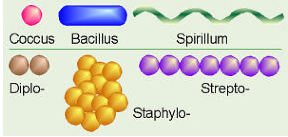 Coccus Bacillus Spirillum
Diplo- Strepto-
Staphylo-